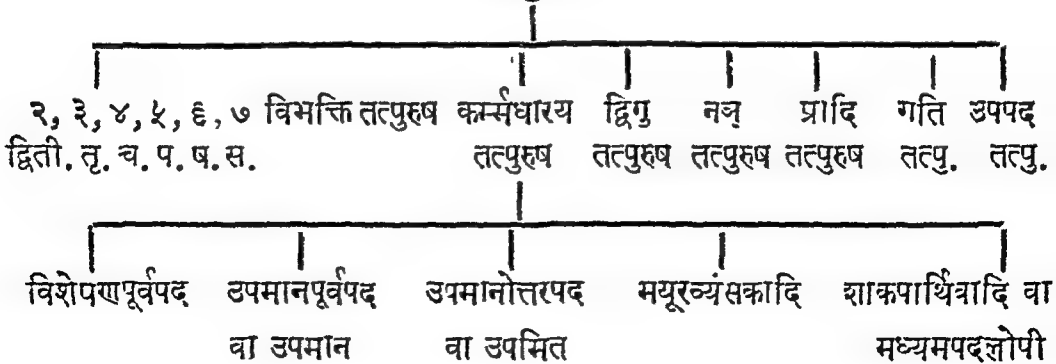 २, ३, ४, ५, ६, ७ विभक्ति तत्पुरुष कर्म्मधारय द्विगु नञ् प्रादि गति उपपद
द्विती. तृ. च. प. ष. स. तत्पुरुष तत्पुरुष तत्पुरुष तत्पुरुष तत्पु. तत्पु.
विशेषणपूर्वपद उपमानपूर्वपद उपमानोत्तरपद मयूरव्यंसकादि शाकपार्थिवादि वा
वा उपमान वा उपमित मध्यमपदलोपी